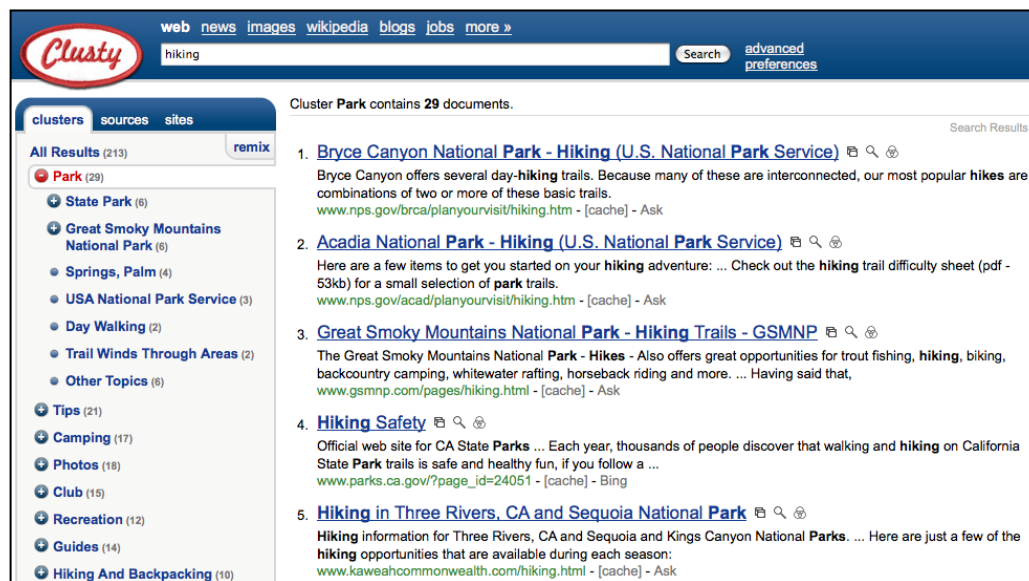 Clusty
web news images wikipedia blogs jobs more »
hiking
Search
advanced
preferences
clusters sources sites
remix
All Results (213)
Park (29)
State Park (6)
Great Smoky Mountains
National Park (6)
Springs, Palm (4)
USA National Park Service (3)
Day Walking (2)
Trail Winds Through Areas (2)
Other Topics (6)
Tips (21)
Camping (17)
Photos (18)
Club (15)
Recreation (12)
Guides (14)
Hiking And Backpacking (10)
Cluster Park contains 29 documents.
Search Results
1. Bryce Canyon National Park - Hiking (U.S. National Park Service)
Bryce Canyon offers several day-hiking trails. Because many of these are interconnected, our most popular hikes are
combinations of two or more of these basic trails.
www.nps.gov/brca/planyourvisit/hiking.htm - [cache] - Ask
2. Acadia National Park - Hiking (U.S. National Park Service)
Here are a few items to get you started on your hiking adventure: ... Check out the hiking trail difficulty sheet (pdf -
53kb) for a small selection of park trails.
www.nps.gov/acad/planyourvisit/hiking.htm - [cache] - Ask
3. Great Smoky Mountains National Park - Hiking Trails - GSMNP
The Great Smoky Mountains National Park - Hikes - Also offers great opportunities for trout fishing, hiking, biking,
backcountry camping, whitewater rafting, horseback riding and more. ... Having said that,
www.gsmnp.com/pages/hiking.html - [cache] - Ask
4. Hiking Safety
Official web site for CA State Parks ... Each year, thousands of people discover that walking and hiking on California
State Park trails is safe and healthy fun, if you follow a ...
www.parks.ca.gov/?page_id=24051 - [cache] - Bing
5. Hiking in Three Rivers, CA and Sequoia National Park
Hiking information for Three Rivers, CA and Sequoia and Kings Canyon National Parks. ... Here are just a few of the
hiking opportunities that are available during each season:
www.kaweahcommonwealth.com/hiking.html - [cache] - Ask